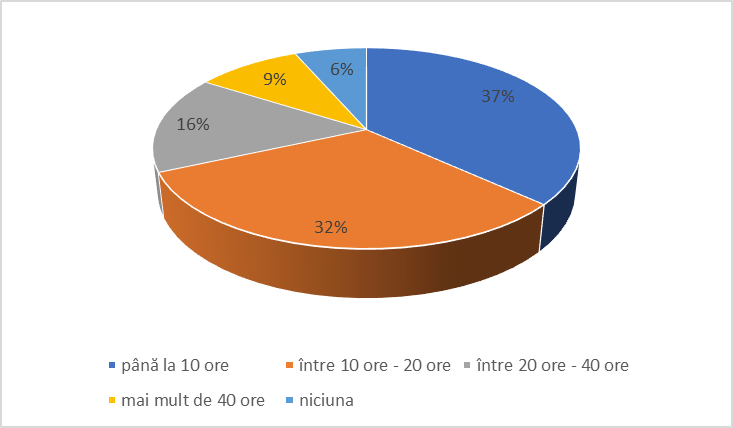 6%
9%
37%
16%
32%
până la 10 ore
între 10 ore - 20 ore
între 20 ore - 40 ore
mai mult de 40 ore
niciuna